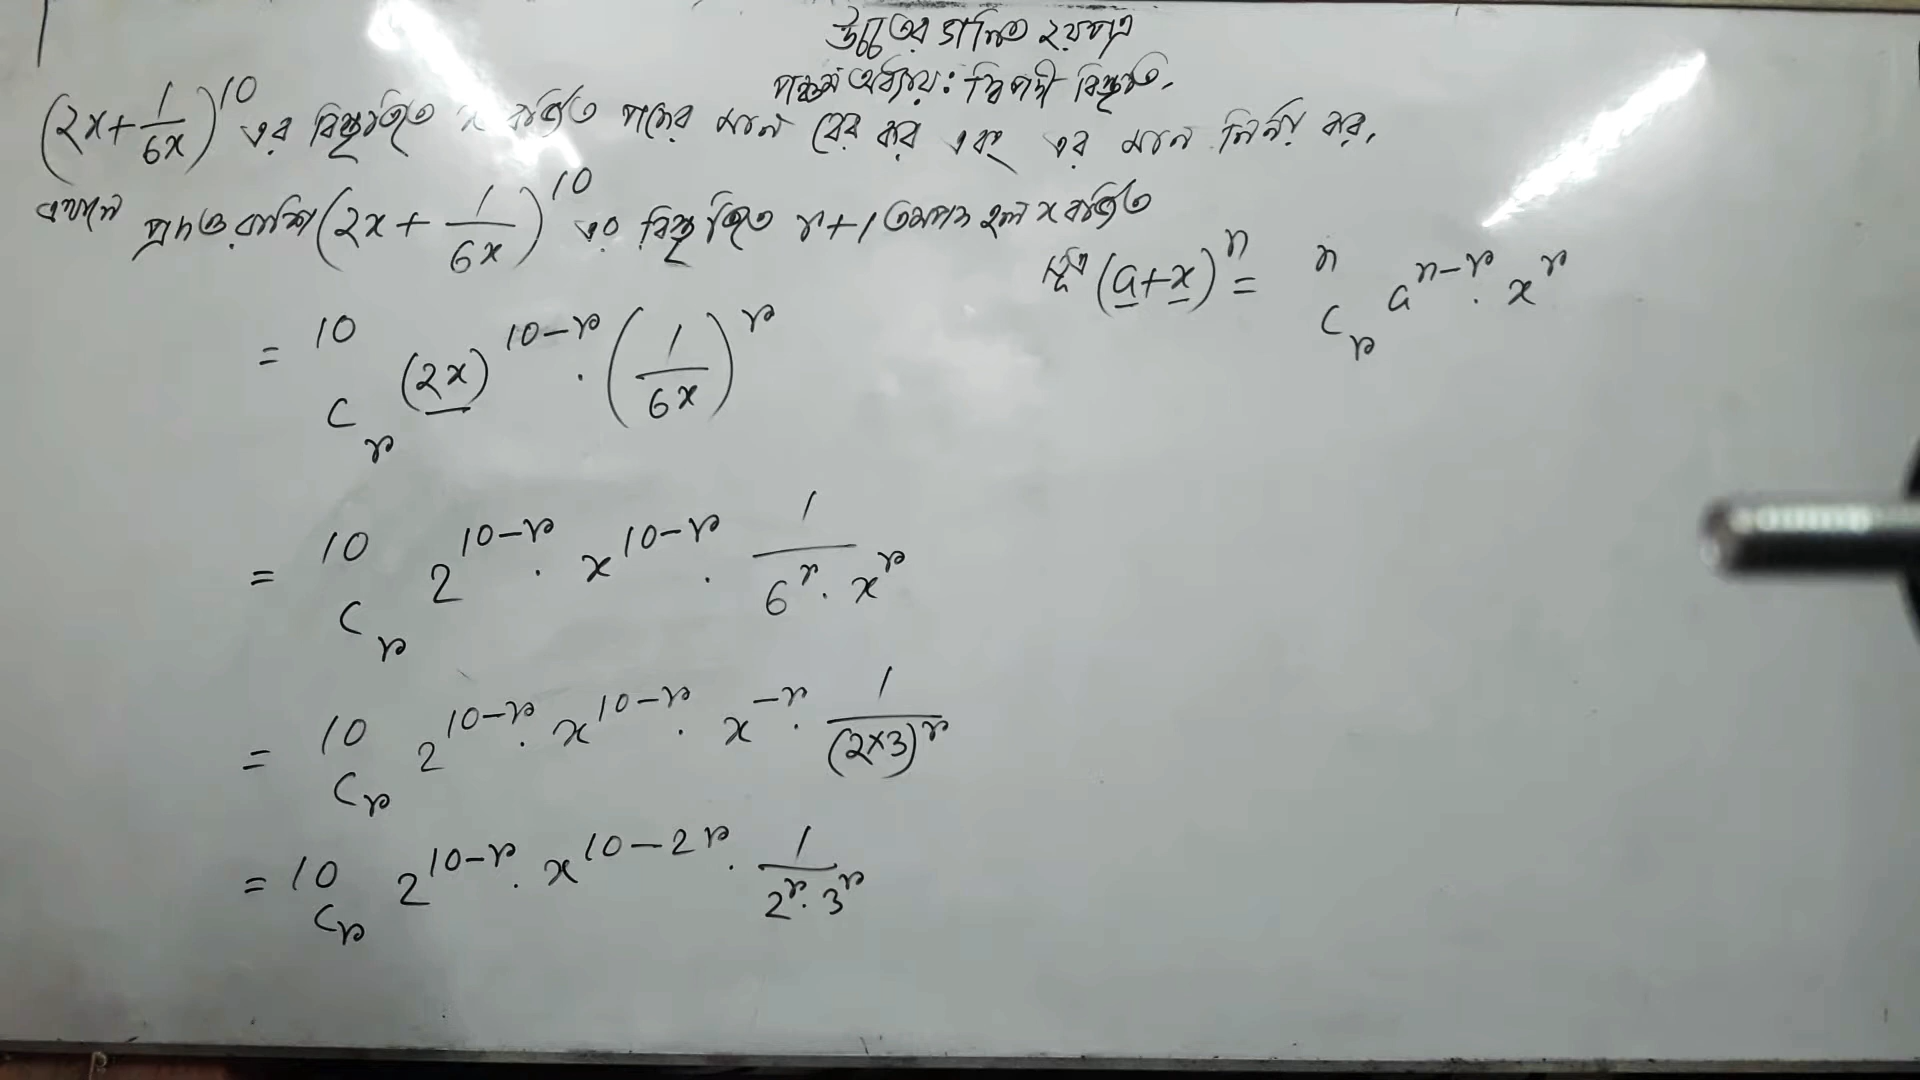 উচ্চতর গণিত ২য় পত্র
পঞ্চম অধ্যায়: দ্বিপদী বিস্তৃতি.
(2x+1/6x)^10 এর বিস্তৃতিতে x বর্জিত পদের মান বের কর এবং এর মান নির্ণয় কর.
এখানে প্রদত্ত রাশি (2x + 1/6x)^10 এর বিস্তৃতিতে r+1 তম পদ হল x বর্জিত
সূত্র (a+x)^n = nCr a^n-r . x^r
= 10Cr (2x)^10-r . (1/6x)^r
= 10Cr 2^10-r . x^10-r . 1/6^r . x^r
= 10Cr 2^10-r . x^10-r . x^-r . 1/(2×3)^r
= 10Cr 2^10-r . x^10-2r . 1/2^r . 3^r